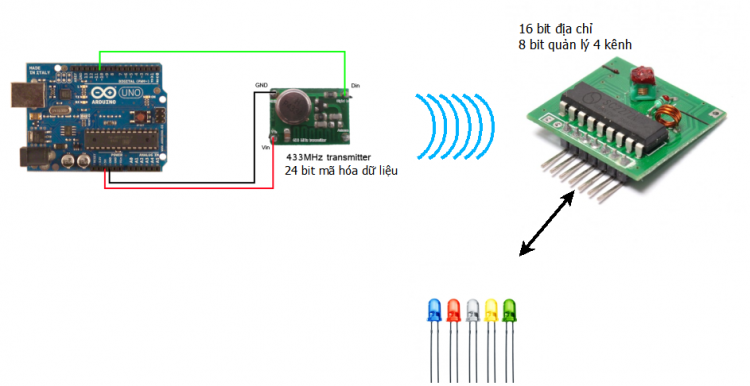 16 bit địa chỉ
8 bit quản lý 4 kênh
MADE
IN ITALY
UNO
ARDUINO
GND
Din
Vin
433MHz transmitter
24 bit mã hóa dữ liệu